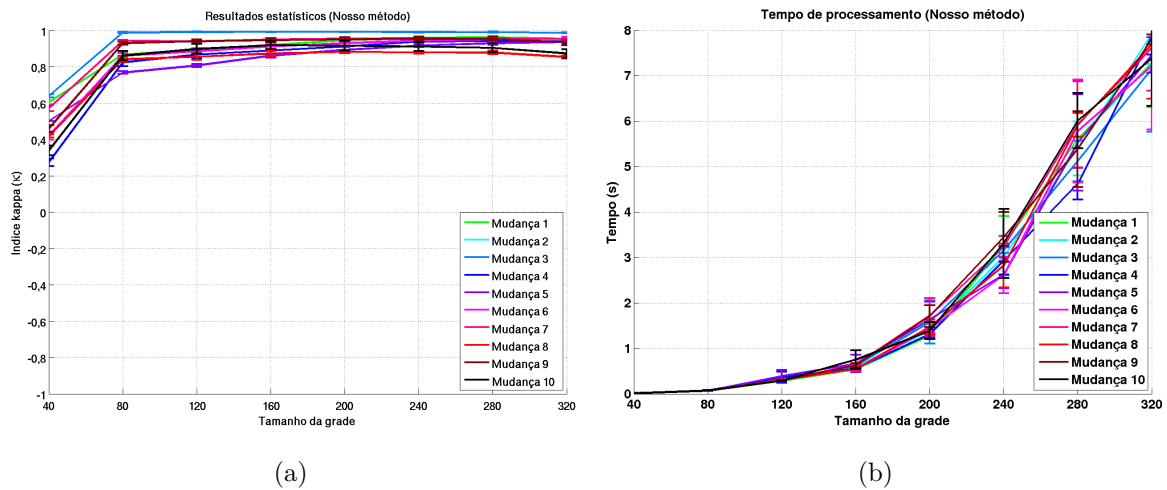 Resultados estatísticos (Nosso método)
Indice kappa (κ)
1
0,8
0,6
0,4
0,2
0
-0,2
-0,4
-0,6
-0,8
-1
40 80 120 160 200 240 280 320
Tamanho da grade
Mudança 1
Mudança 2
Mudança 3
Mudança 4
Mudança 5
Mudança 6
Mudança 7
Mudança 8
Mudança 9
Mudança 10
(a)
Tempo de processamento (Nosso método)
Tempo (s)
8
7
6
5
4
3
2
1
0
40 80 120 160 200 240 280 320
Tamanho da grade
Mudança 1
Mudança 2
Mudança 3
Mudança 4
Mudança 5
Mudança 6
Mudança 7
Mudança 8
Mudança 9
Mudança 10
(b)